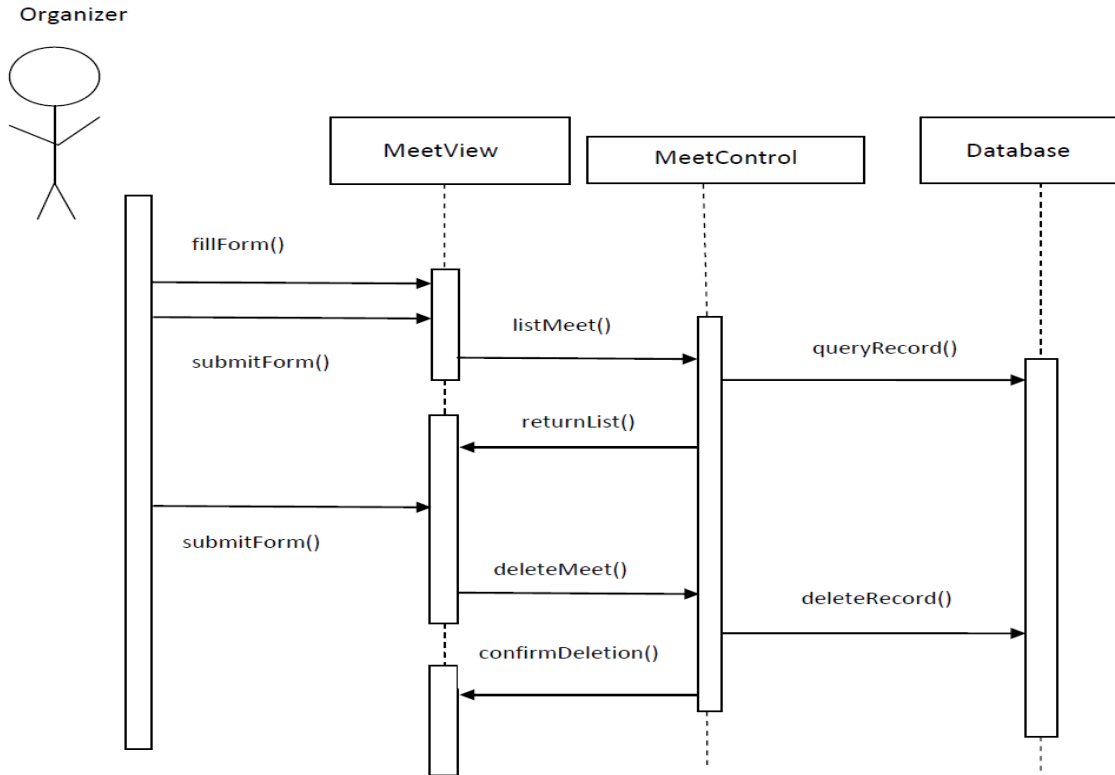 Organizer
MeetView
MeetControl
Database
fillForm()
listMeet()
queryRecord()
submitForm()
returnList()
submitForm()
deleteMeet()
deleteRecord()
confirmDeletion()